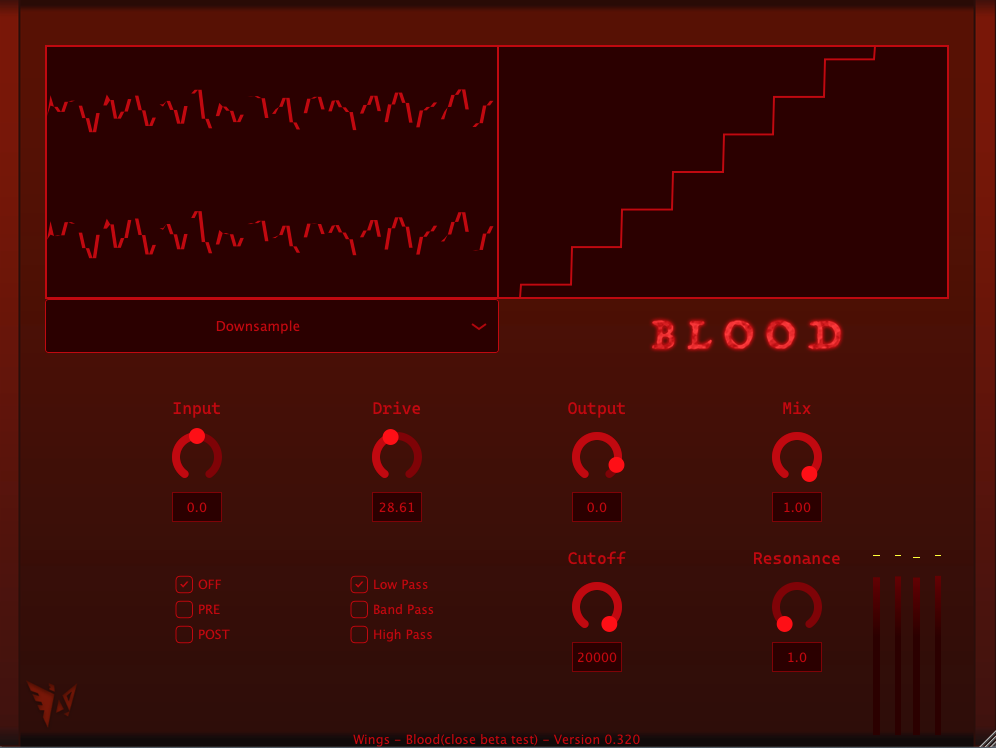 Downsample
BLOOD
Input
Drive
Output
Mix
0.0
28.61
0.0
1.00
Cutoff
Resonance
OFF
Low Pass
PRE
Band Pass
POST
High Pass
20000
1.0
Wings - Blood(close beta test) - Version 0.320